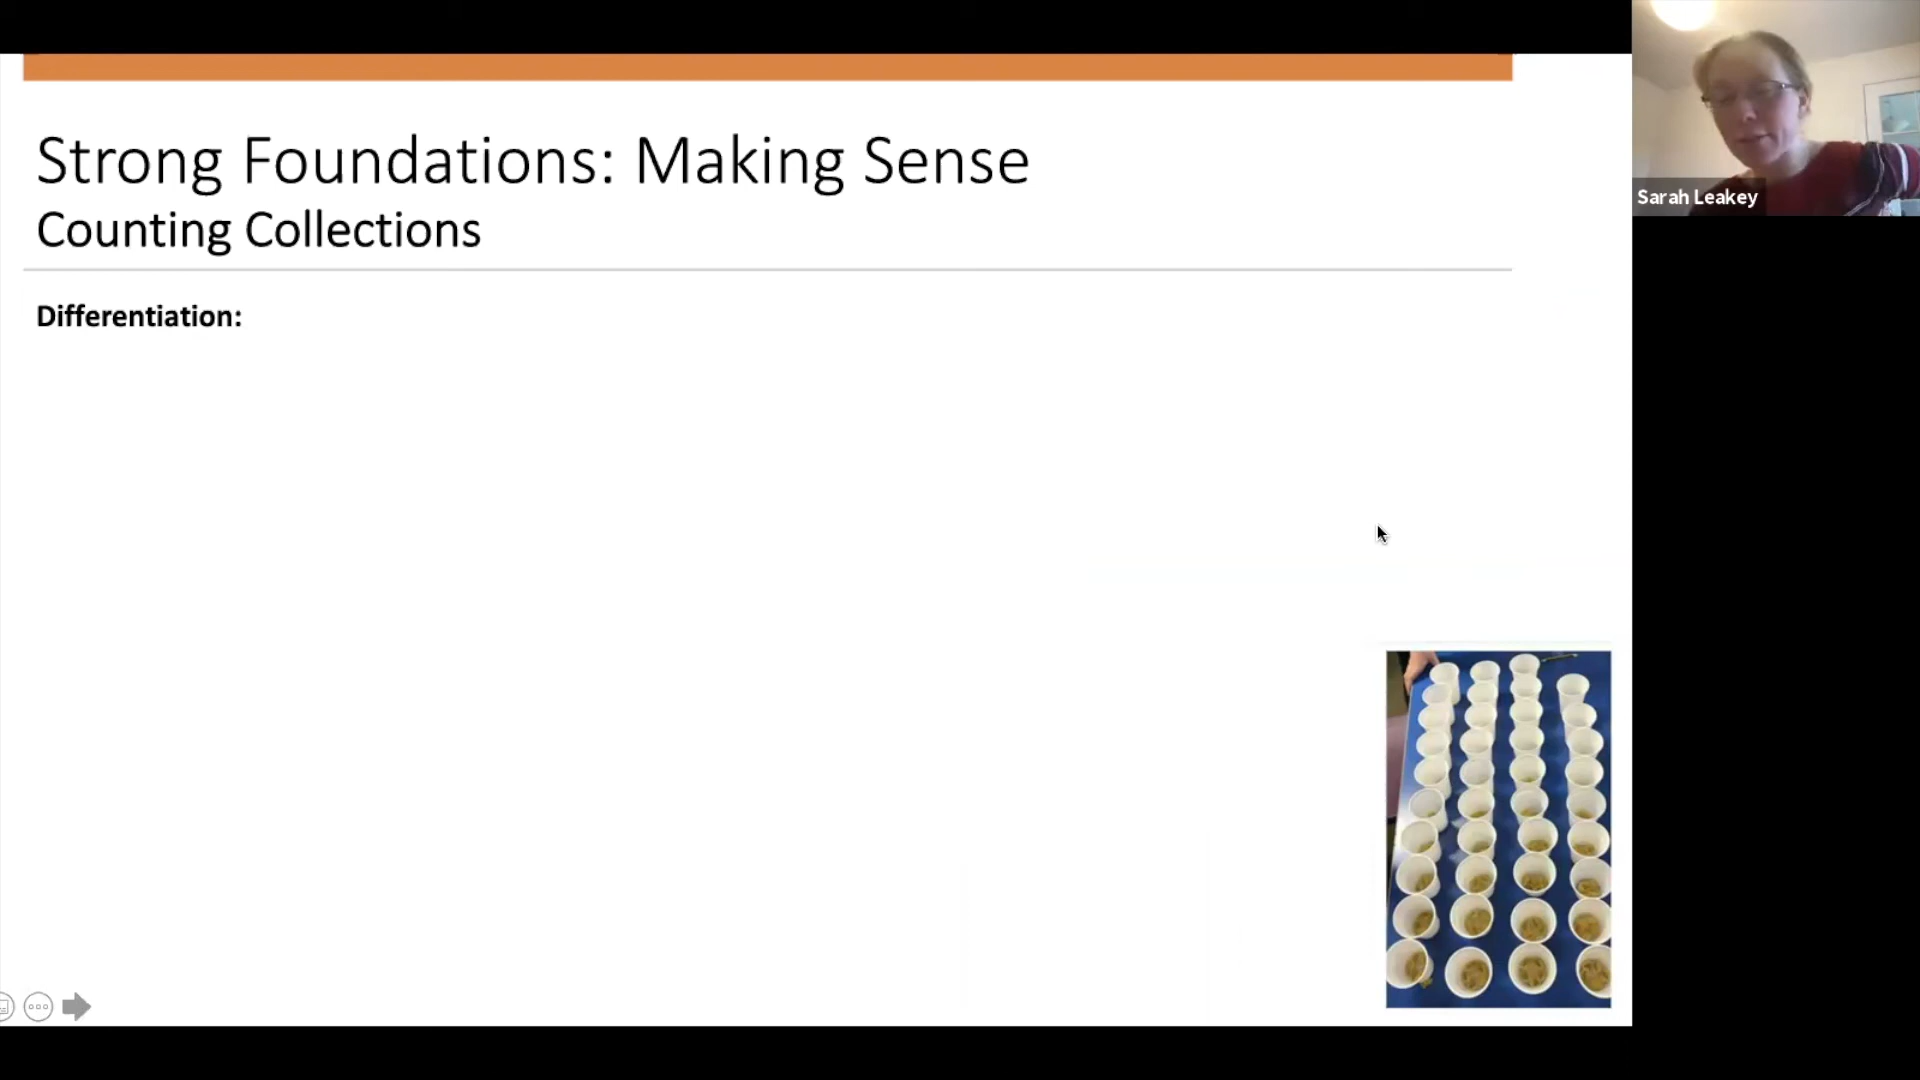 Strong Foundations: Making Sense
Counting Collections
Differentiation:
Sarah Leakey